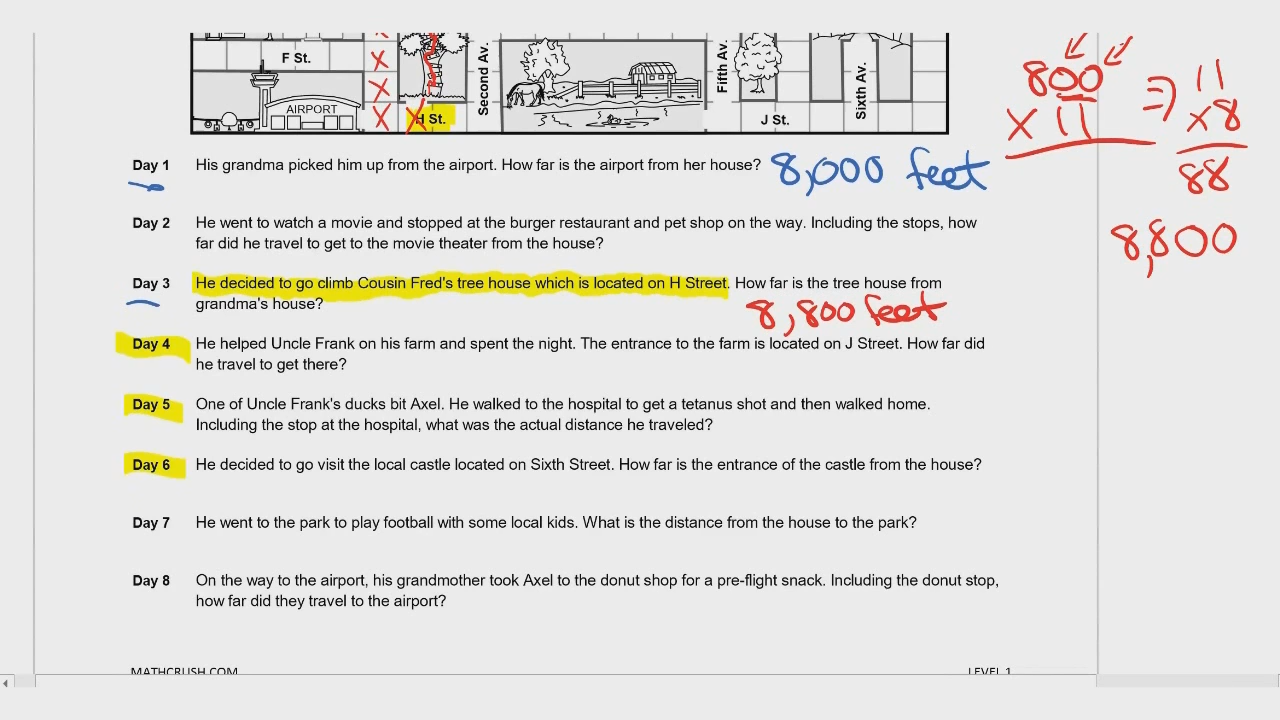 F St.
AIRPORT
H St.
Second Av.
Fifth Av.
Sixth Av.
J St.
800
X 11
=> 11
x8
88
8,800
Day 1 His grandma picked him up from the airport. How far is the airport from her house? 8,000 feet
Day 2 He went to watch a movie and stopped at the burger restaurant and pet shop on the way. Including the stops, how
far did he travel to get to the movie theater from the house?
Day 3 He decided to go climb Cousin Fred's tree house which is located on H Street. How far is the tree house from
grandma's house? 8,800 feet
Day 4 He helped Uncle Frank on his farm and spent the night. The entrance to the farm is located on J Street. How far did
he travel to get there?
Day 5 One of Uncle Frank's ducks bit Axel. He walked to the hospital to get a tetanus shot and then walked home.
Including the stop at the hospital, what was the actual distance he traveled?
Day 6 He decided to go visit the local castle located on Sixth Street. How far is the entrance of the castle from the house?
Day 7 He went to the park to play football with some local kids. What is the distance from the house to the park?
Day 8 On the way to the airport, his grandmother took Axel to the donut shop for a pre-flight snack. Including the donut stop,
how far did they travel to the airport?
MATHCRUSH.COM
LEVEL 1